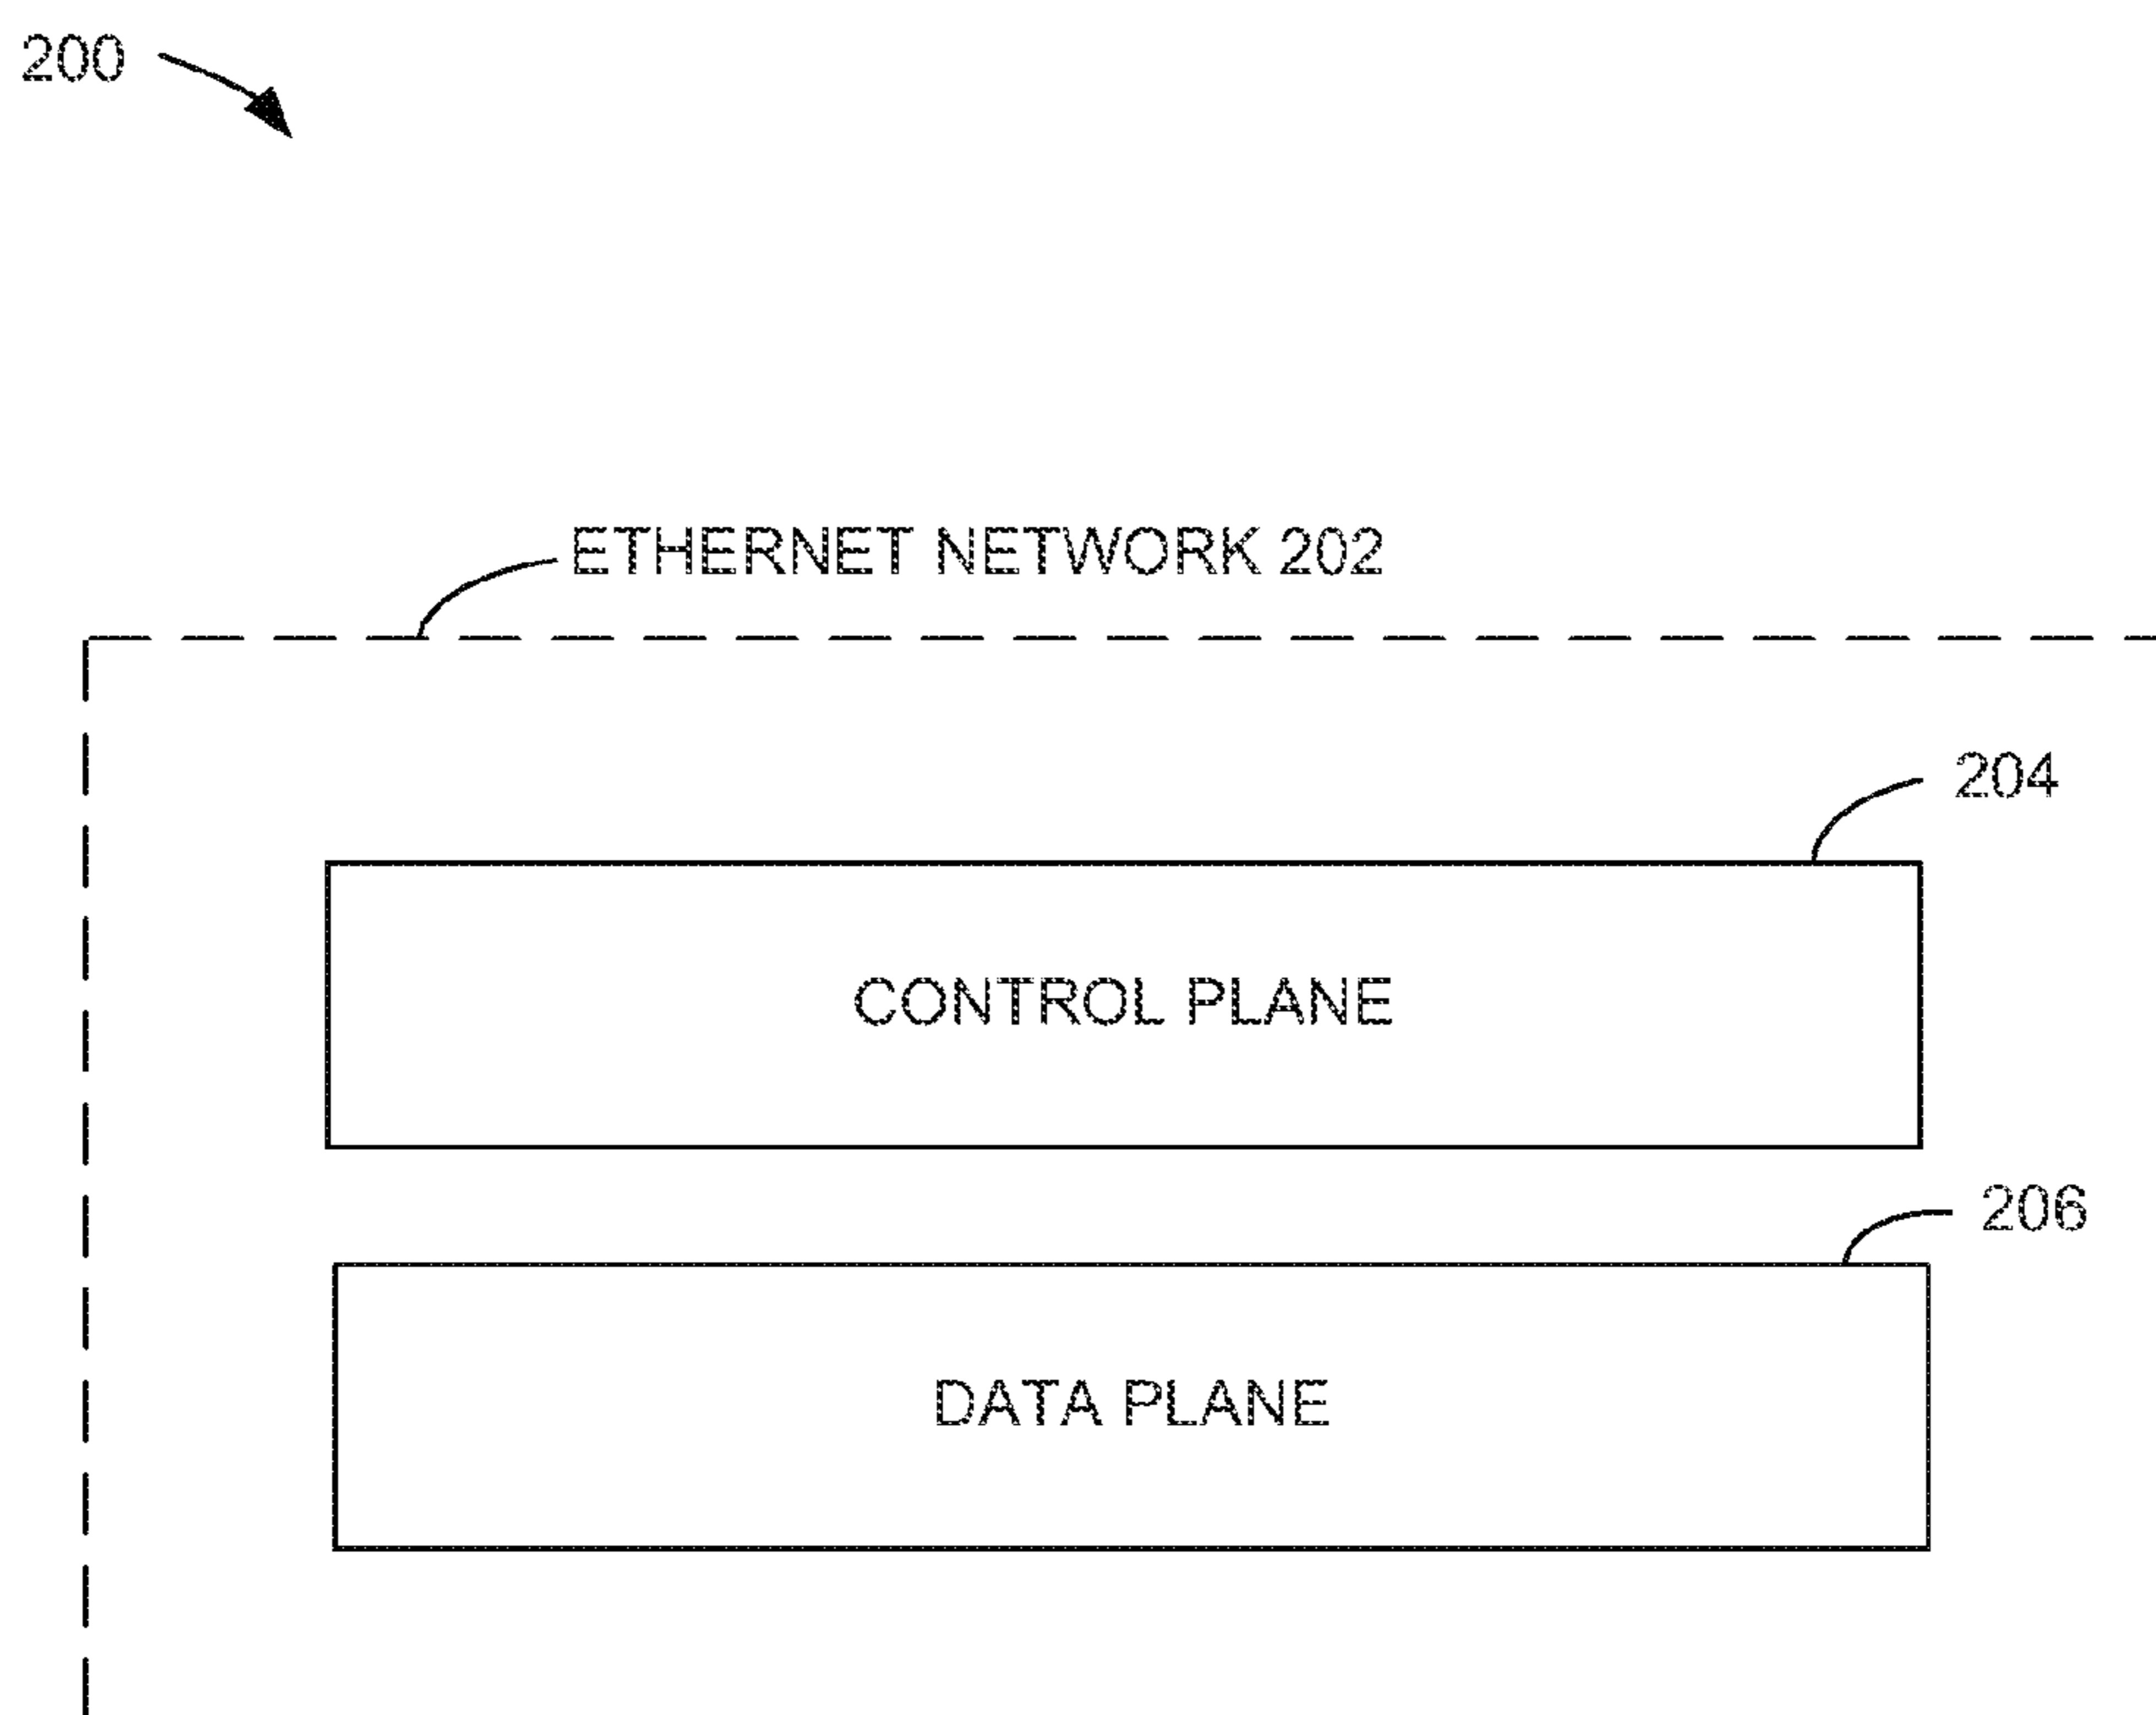 200
ETHERNET NETWORK 202
204
CONTROL PLANE
206
DATA PLANE